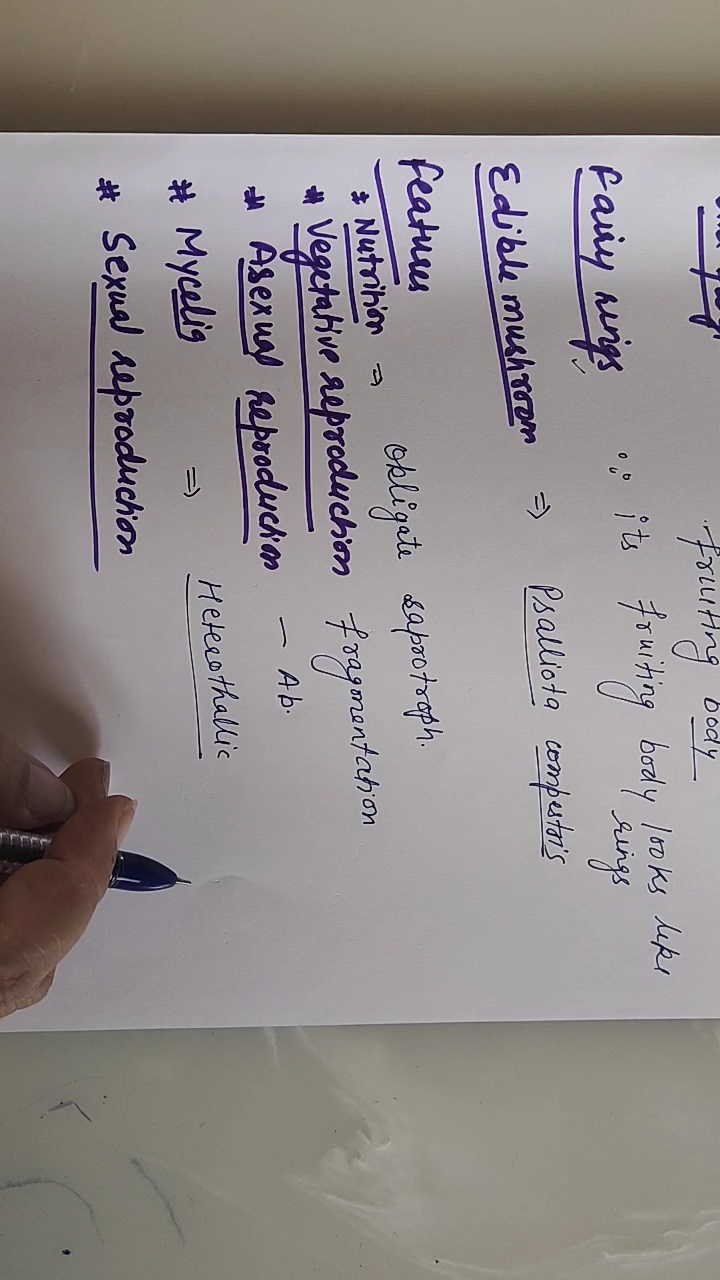 fruiting body
Fairy rings ∵ its fruiting body looks like
rings
Edible mushroom ⇒ Psalliota compestris
Features
* Nutrition ⇒ Obligate saprotroph.
# Vegetative reproduction fragmentation
# Asexual reproduction – Ab.
# Mycelia ⇒ Heterothallic
# Sexual reproduction